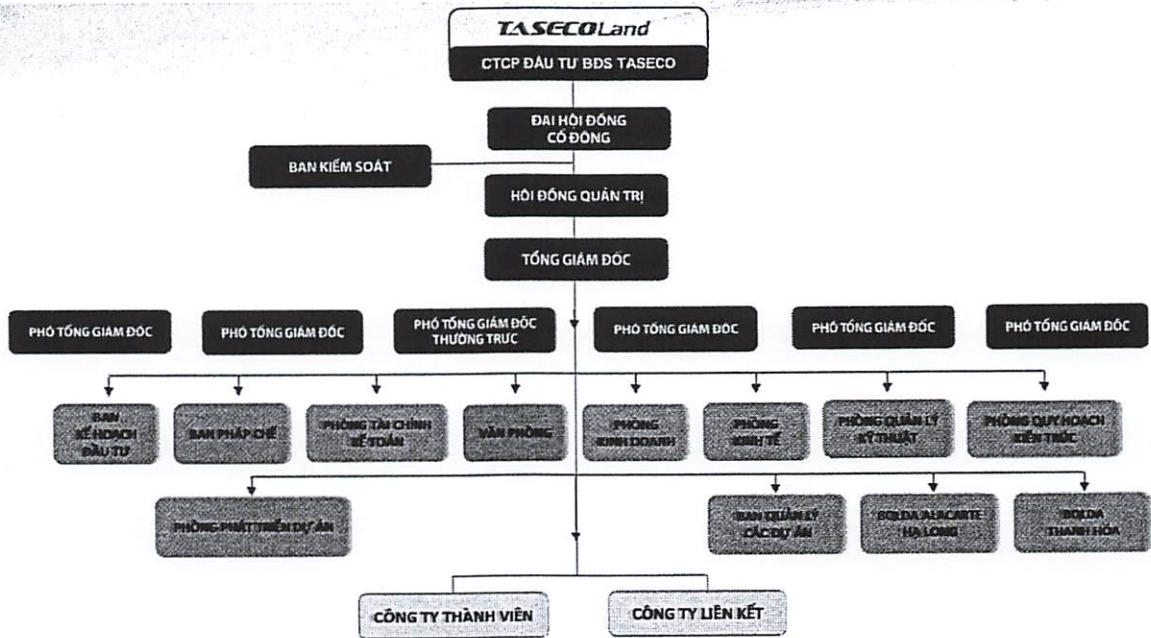 TASECO Land
CTCP ĐẦU TƯ BĐS TASECO
ĐẠI HỘI ĐỒNG
CỔ ĐÔNG
BAN KIỂM SOÁT
HỘI ĐỒNG QUẢN TRỊ
TỔNG GIÁM ĐỐC
PHÓ TỔNG GIÁM ĐỐC
PHÓ TỔNG GIÁM ĐỐC
PHÓ TỔNG GIÁM ĐỐC
THƯỜNG TRỰC
PHÓ TỔNG GIÁM ĐỐC
PHÓ TỔNG GIÁM ĐỐC
PHÓ TỔNG GIÁM ĐỐC
BAN
KẾ HOẠCH
ĐẦU TƯ
BAN PHÁP CHẾ
PHÒNG TÀI CHÍNH
KẾ TOÁN
VĂN PHÒNG
PHÒNG
KINH DOANH
PHÒNG
KINH TẾ
PHÒNG QUẢN LÝ
KỸ THUẬT
PHÒNG QUY HOẠCH
KIẾN TRÚC
PHÒNG PHÁT TRIỂN DỰ ÁN
BAN QUẢN LÝ
CÁC DỰ ÁN
BQLDA ALACARTE
HẠ LONG
BQLDA
THANH HÓA
CÔNG TY THÀNH VIÊN
CÔNG TY LIÊN KẾT